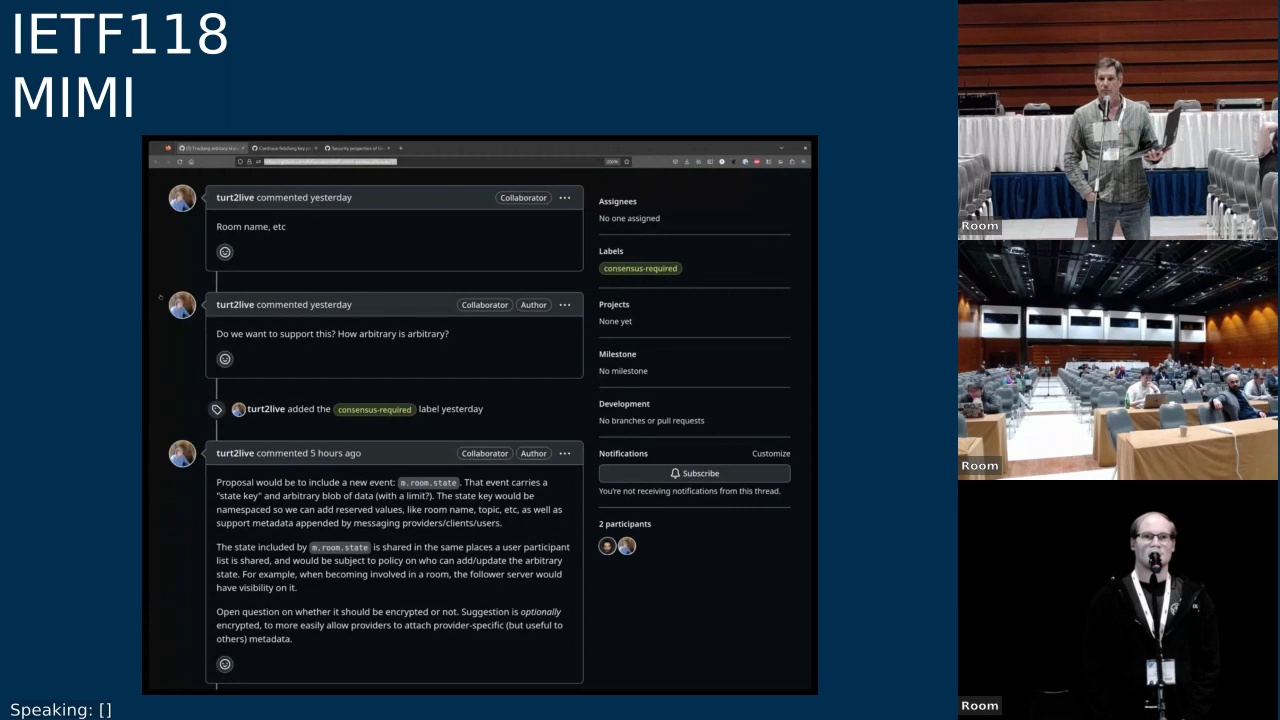 IETF118
MIMI
turt2live commented yesterday
Collaborator
Room name, etc
turt2live commented yesterday
Collaborator
Author
Do we want to support this? How arbitrary is arbitrary?
turt2live added the consensus-required label yesterday
turt2live commented 5 hours ago
Collaborator
Author
Proposal would be to include a new event: m.room.state. That event carries a
"state key" and arbitrary blob of data (with a limit?). The state key would be
namespaced so we can add reserved values, like room name, topic, etc, as well as
support metadata appended by messaging providers/clients/users.
The state included by m.room.state is shared in the same places a user participant
list is shared, and would be subject to policy on who can add/update the arbitrary
state. For example, when becoming involved in a room, the follower server would
have visibility on it.
Open question on whether it should be encrypted or not. Suggestion is optionally
encrypted, to more easily allow providers to attach provider-specific (but useful to
others) metadata.
Assignees
No one assigned
Labels
consensus-required
Projects
None yet
Milestone
No milestone
Development
No branches or pull requests
Notifications
Customize
Subscribe
You're not receiving notifications from this thread.
2 participants
Room
Room
Room
Speaking: []